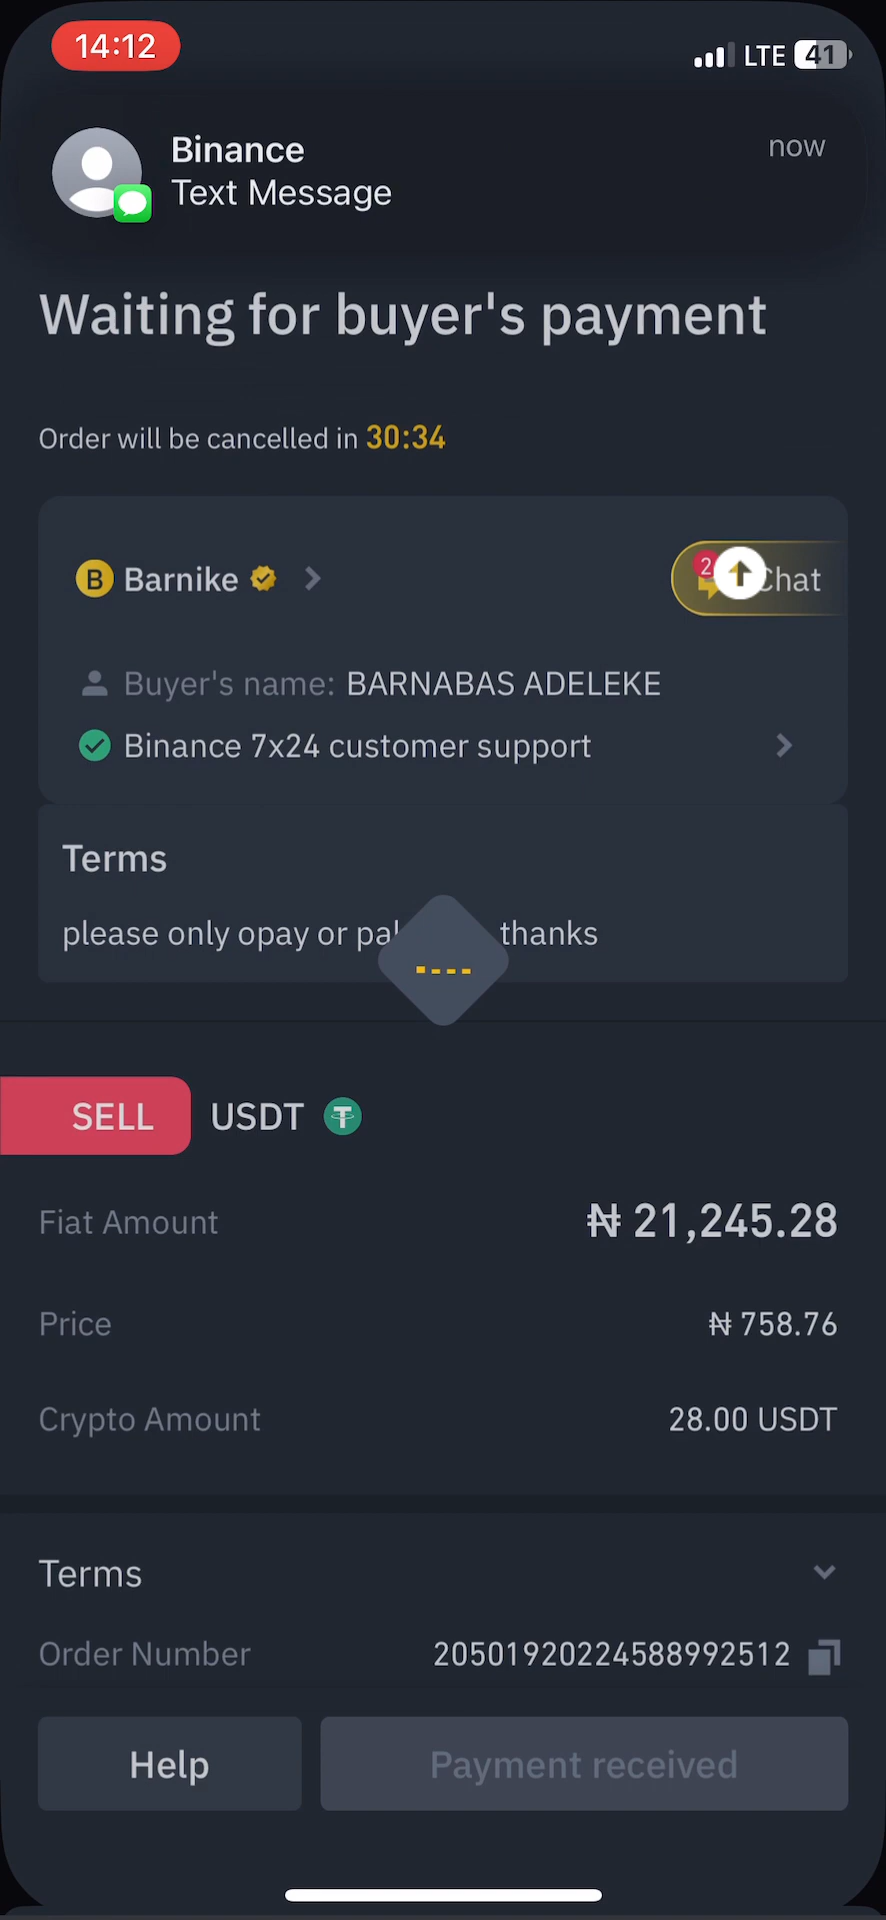 14:12
LTE 41
Binance
now
Text Message
Waiting for buyer's payment
Order will be cancelled in 30:34
B Barnike
2
Chat
Buyer's name: BARNABAS ADELEKE
Binance 7x24 customer support
Terms
please only opay or thanks
SELL USDT
Fiat Amount ₦ 21,245.28
Price ₦ 758.76
Crypto Amount 28.00 USDT
Terms
Order Number 20501920224588992512
Help
Payment received